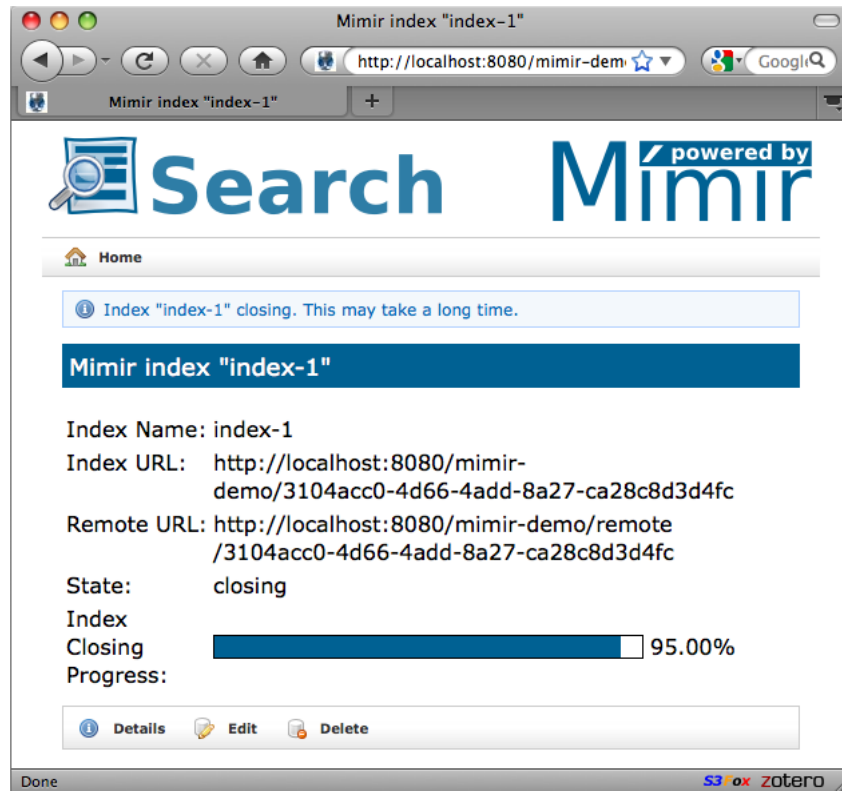 Mimir index "index-1"
http://localhost:8080/mimir-dem
Googl
Mimir index "index-1"
+
Search
powered by
Mímir
Home
Index "index-1" closing. This may take a long time.
Mimir index "index-1"
Index Name: index-1
Index URL: http://localhost:8080/mimir-
demo/3104acc0-4d66-4add-8a27-ca28c8d3d4fc
Remote URL: http://localhost:8080/mimir-demo/remote
/3104acc0-4d66-4add-8a27-ca28c8d3d4fc
State: closing
Index
Closing
Progress:
95.00%
Details Edit Delete
Done
S3Fox zotero